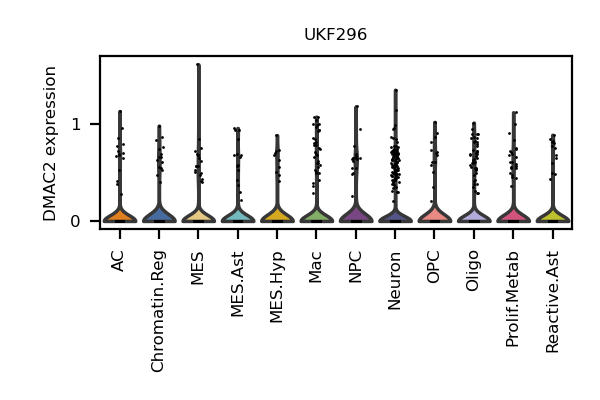 UKF296
DMAC2 expression
1
0
AC
Chromatin.Reg
MES
MES.Ast
MES.Hyp
Mac
NPC
Neuron
OPC
Oligo
Prolif.Metab
Reactive.Ast